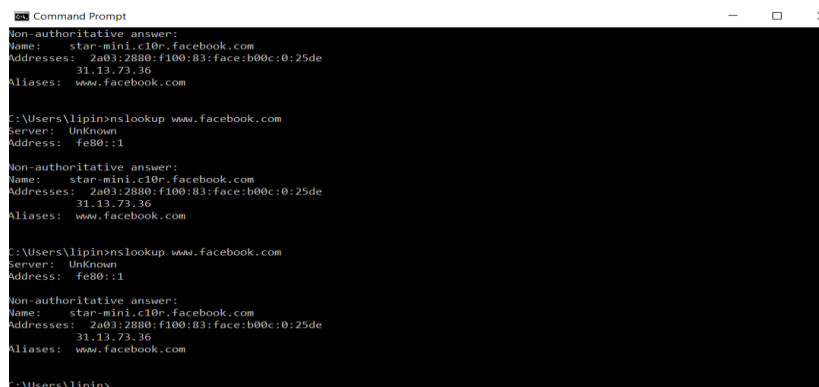 Command Prompt
Non-authoritative answer:
Name:    star-mini.c10r.facebook.com
Addresses:  2a03:2880:f100:83:face:b00c:0:25de
          31.13.73.36
Aliases:  www.facebook.com
C:\Users\lipin>nslookup www.facebook.com
Server:  UnKnown
Address:  fe80::1
Non-authoritative answer:
Name:    star-mini.c10r.facebook.com
Addresses:  2a03:2880:f100:83:face:b00c:0:25de
          31.13.73.36
Aliases:  www.facebook.com
C:\Users\lipin>nslookup www.facebook.com
Server:  UnKnown
Address:  fe80::1
Non-authoritative answer:
Name:    star-mini.c10r.facebook.com
Addresses:  2a03:2880:f100:83:face:b00c:0:25de
          31.13.73.36
Aliases:  www.facebook.com
C:\Users\lipin>